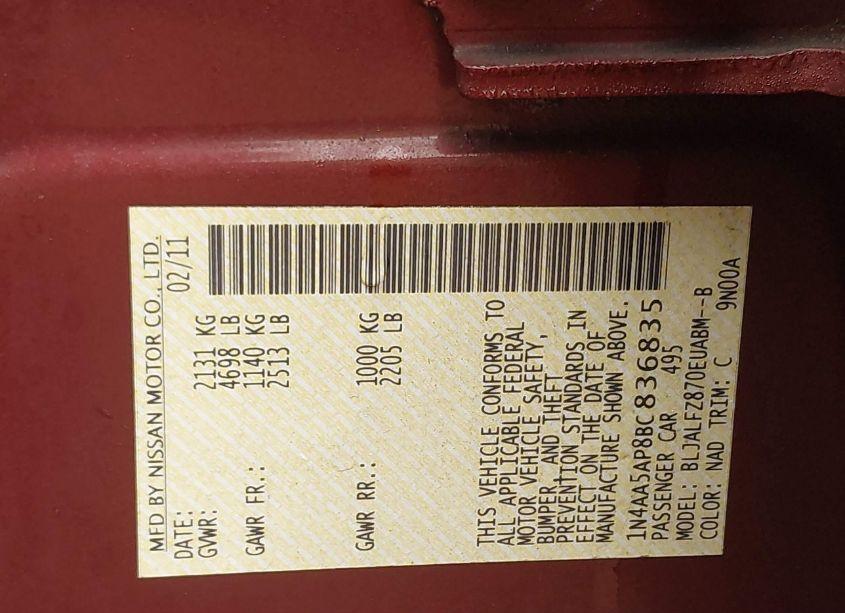 MFD BY NISSAN MOTOR CO., LTD.
DATE: 02/11
GVWR: 2131 KG
4698 LB
GAWR FR.: 1140 KG
2513 LB
GAWR RR.: 1000 KG
2205 LB
THIS VEHICLE CONFORMS TO
ALL APPLICABLE FEDERAL
MOTOR VEHICLE SAFETY,
BUMPER, AND THEFT
PREVENTION STANDARDS IN
EFFECT ON THE DATE OF
MANUFACTURE SHOWN ABOVE.
1N4AA5AP8BC836835
PASSENGER CAR 495
MODEL: BLJALFZ870EUABM--B
COLOR: NAD TRIM: C 9N00A